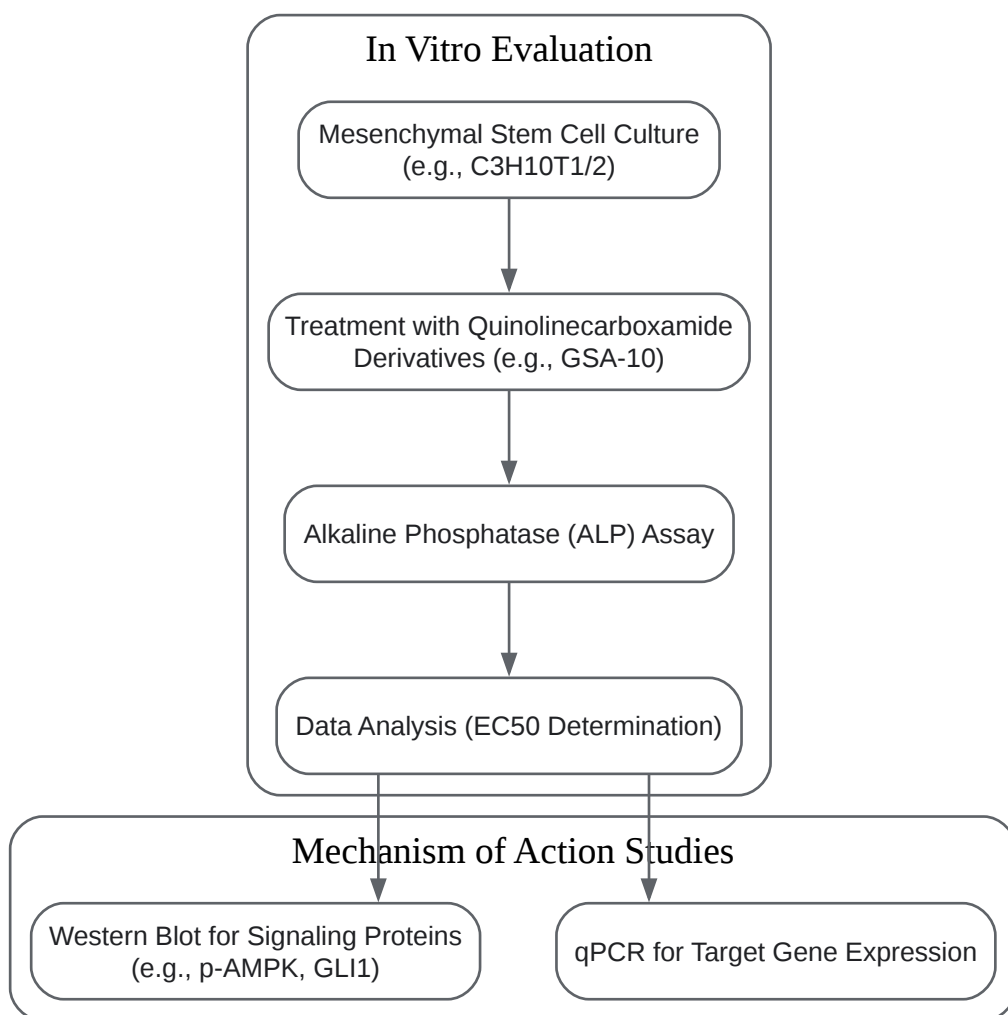 In Vitro Evaluation
Mesenchymal Stem Cell Culture
(e.g., C3H10T1/2)
Treatment with Quinolinecarboxamide
Derivatives (e.g., GSA-10)
Alkaline Phosphatase (ALP) Assay
Data Analysis (EC50 Determination)
Mechanism of Action Studies
Western Blot for Signaling Proteins
(e.g., p-AMPK, GLI1)
qPCR for Target Gene Expression